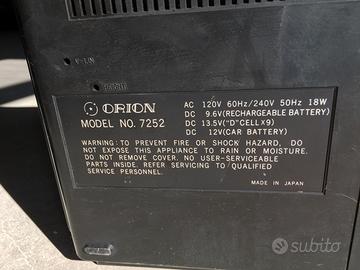 V-LIN
ORION
MODEL NO. 7252
AC 120V 60Hz/240V 50Hz 18W
DC 9.6V(RECHARGEABLE BATTERY)
DC 13.5V("D"CELL×9)
DC 12V(CAR BATTERY)
WARNING: TO PREVENT FIRE OR SHOCK HAZARD, DO
NOT EXPOSE THIS APPLIANCE TO RAIN OR MOISTURE.
DO NOT REMOVE COVER. NO USER-SERVICEABLE
PARTS INSIDE. REFER SERVICING TO QUALIFIED
SERVICE PERSONNEL.
MADE IN JAPAN
subito